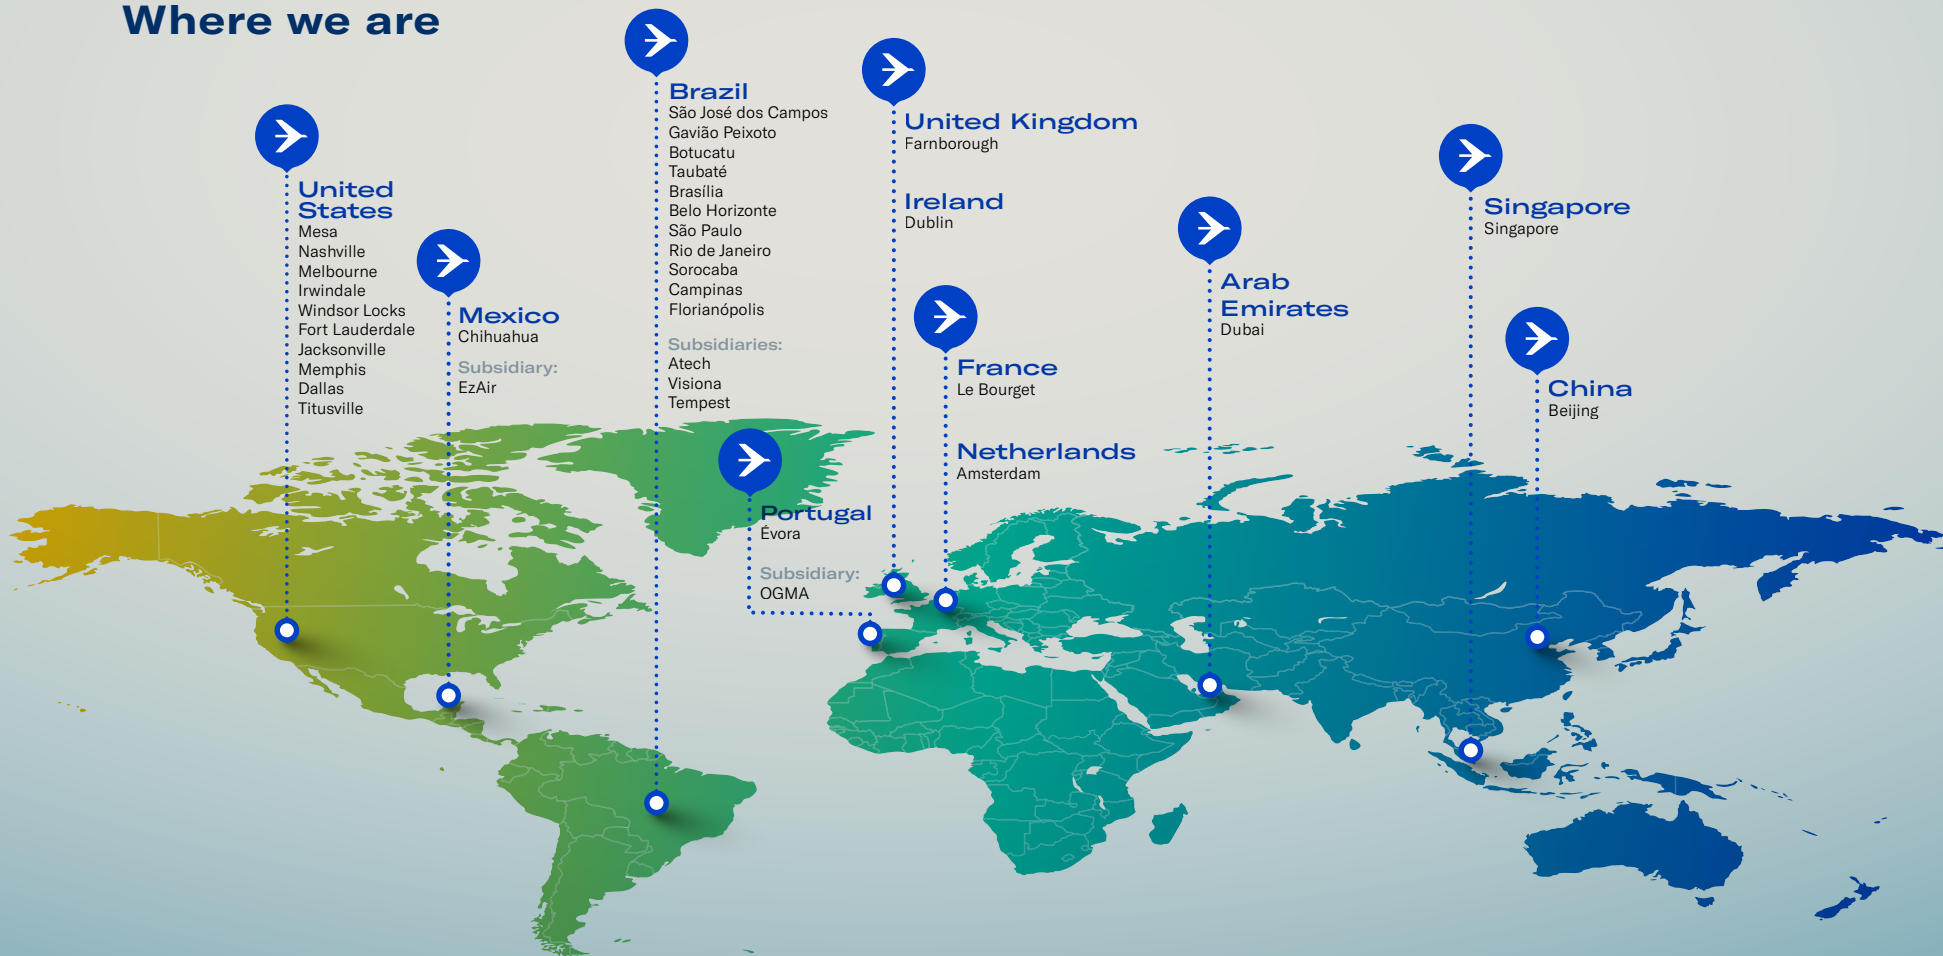 Where we are
United
States
Mesa
Nashville
Melbourne
Irwindale
Windsor Locks
Fort Lauderdale
Jacksonville
Memphis
Dallas
Titusville
Mexico
Chihuahua
Subsidiary:
EzAir
Brazil
São José dos Campos
Gavião Peixoto
Botucatu
Taubaté
Brasília
Belo Horizonte
São Paulo
Rio de Janeiro
Sorocaba
Campinas
Florianópolis
Subsidiaries:
Atech
Visiona
Tempest
Portugal
Évora
Subsidiary:
OGMA
United Kingdom
Farnborough
Ireland
Dublin
France
Le Bourget
Netherlands
Amsterdam
Arab
Emirates
Dubai
Singapore
Singapore
China
Beijing